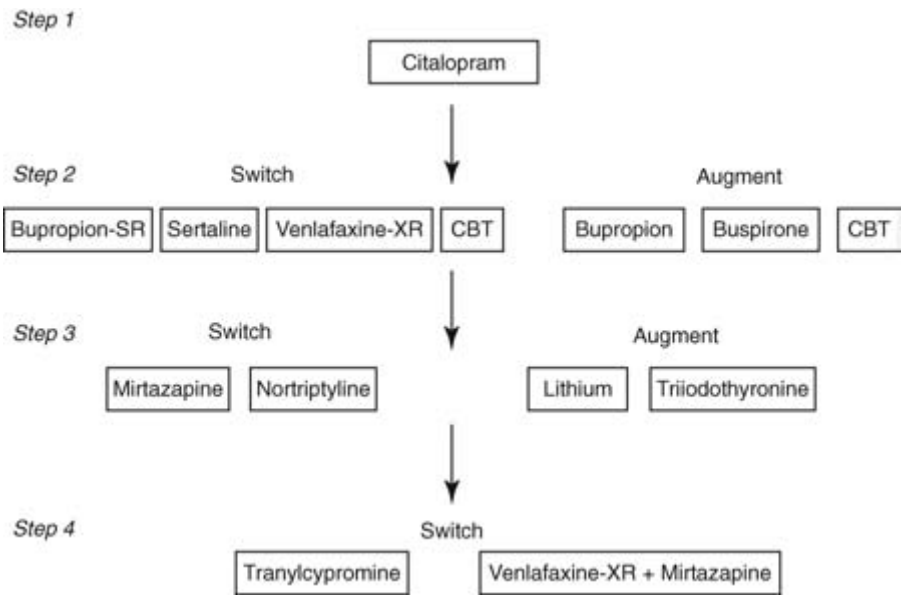 Step 1
Citalopram
Step 2
Switch
Augment
Bupropion-SR
Sertaline
Venlafaxine-XR
CBT
Bupropion
Buspirone
CBT
Step 3
Switch
Augment
Mirtazapine
Nortriptyline
Lithium
Triiodothyronine
Step 4
Switch
Tranylcypromine
Venlafaxine-XR + Mirtazapine